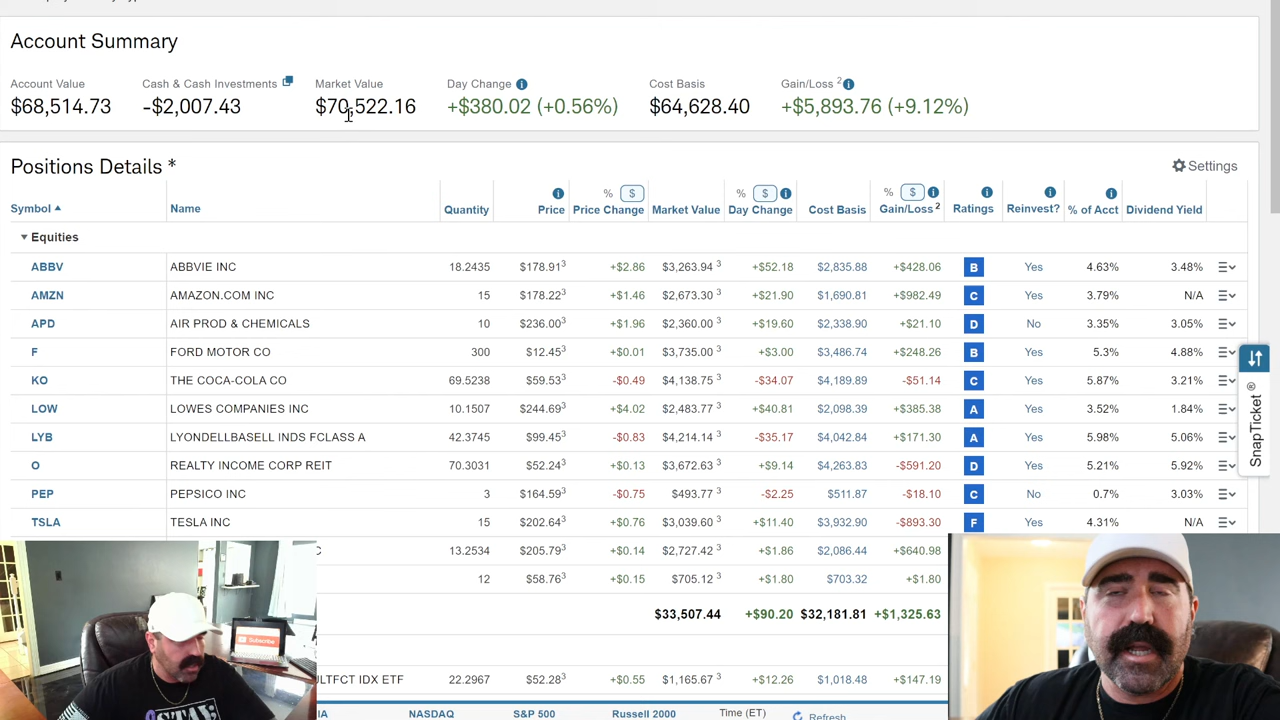 Account Summary
Account Value Cash & Cash Investments Market Value Day Change Cost Basis Gain/Loss 2
$68,514.73 -$2,007.43 $70,522.16 +$380.02 (+0.56%) $64,628.40 +$5,893.76 (+9.12%)
Positions Details *
Settings
% $ % $ % $
Symbol Name Quantity Price Price Change Market Value Day Change Cost Basis Gain/Loss 2 Ratings Reinvest? % of Acct Dividend Yield
Equities
ABBV ABBVIE INC 18.2435 $178.91 3 +$2.86 $3,263.94 3 +$52.18 $2,835.88 +$428.06 B Yes 4.63% 3.48%
AMZN AMAZON.COM INC 15 $178.22 3 +$1.46 $2,673.30 3 +$21.90 $1,690.81 +$982.49 C Yes 3.79% N/A
APD AIR PROD & CHEMICALS 10 $236.00 3 +$1.96 $2,360.00 3 +$19.60 $2,338.90 +$21.10 D No 3.35% 3.05%
F FORD MOTOR CO 300 $12.45 3 +$0.01 $3,735.00 3 +$3.00 $3,486.74 +$248.26 B Yes 5.3% 4.88%
KO THE COCA-COLA CO 69.5238 $59.53 3 -$0.49 $4,138.75 3 -$34.07 $4,189.89 -$51.14 C Yes 5.87% 3.21%
LOW LOWES COMPANIES INC 10.1507 $244.69 3 +$4.02 $2,483.77 3 +$40.81 $2,098.39 +$385.38 A Yes 3.52% 1.84%
LYB LYONDELLBASELL INDS FCLASS A 42.3745 $99.45 3 -$0.83 $4,214.14 3 -$35.17 $4,042.84 +$171.30 A Yes 5.98% 5.06%
O REALTY INCOME CORP REIT 70.3031 $52.24 3 +$0.13 $3,672.63 3 +$9.14 $4,263.83 -$591.20 D Yes 5.21% 5.92%
PEP PEPSICO INC 3 $164.59 3 -$0.75 $493.77 3 -$2.25 $511.87 -$18.10 C No 0.7% 3.03%
TSLA TESLA INC 15 $202.64 3 +$0.76 $3,039.60 3 +$11.40 $3,932.90 -$893.30 F Yes 4.31% N/A
C 13.2534 $205.79 3 +$0.14 $2,727.42 3 +$1.86 $2,086.44 +$640.98
12 $58.76 3 +$0.15 $705.12 3 +$1.80 $703.32 +$1.80
$33,507.44 +$90.20 $32,181.81 +$1,325.63
ULTFCT IDX ETF 22.2967 $52.28 3 +$0.55 $1,165.67 3 +$12.26 $1,018.48 +$147.19
IA NASDAQ S&P 500 Russell 2000 Time (ET) Refresh
SnapTicket ®
Subscribe